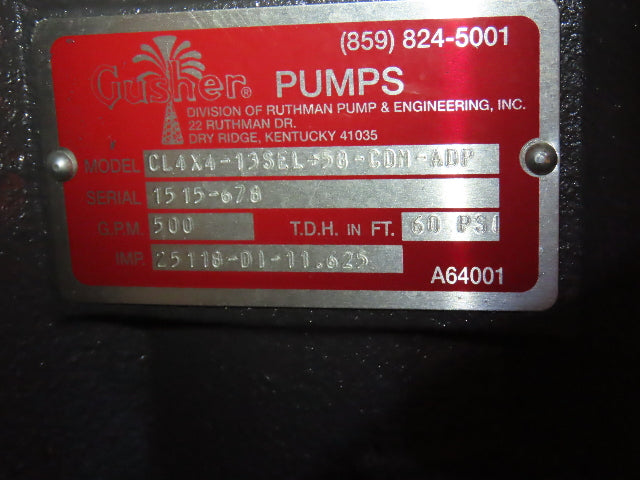 (859) 824-5001
Gusher® PUMPS
DIVISION OF RUTHMAN PUMP & ENGINEERING, INC.
22 RUTHMAN DR.
DRY RIDGE, KENTUCKY 41035
MODEL CL4X4-13SEL-58-CDM-ADP
SERIAL 1515-678
G.P.M. 500 T.D.H. IN FT. 60 PSI
IMP. 25118-DI-11.625
A64001